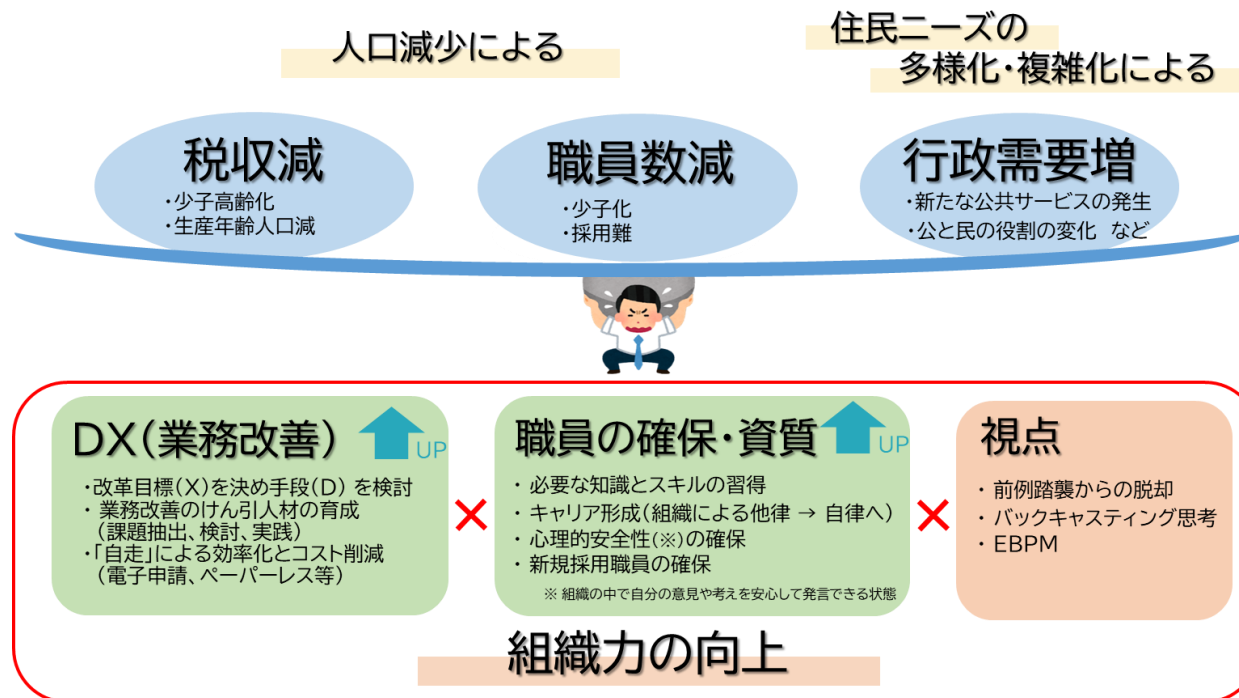 人口減少による
住民ニーズの
多様化・複雑化による
税収減
・少子高齢化
・生産年齢人口減
職員数減
・少子化
・採用難
行政需要増
・新たな公共サービスの発生
・公と民の役割の変化　など
DX(業務改善)
UP
・改革目標(X)を決め手段(D) を検討
・ 業務改善のけん引人材の育成
(課題抽出、検討、実践)
・「自走」による効率化とコスト削減
(電子申請、ペーパーレス等)
×
職員の確保・資質
UP
・ 必要な知識とスキルの習得
・ キャリア形成(組織による他律 → 自律へ)
・ 心理的安全性(※)の確保
・ 新規採用職員の確保
※ 組織の中で自分の意見や考えを安心して発言できる状態
×
視点
・ 前例踏襲からの脱却
・ バックキャスティング思考
・ EBPM
組織力の向上